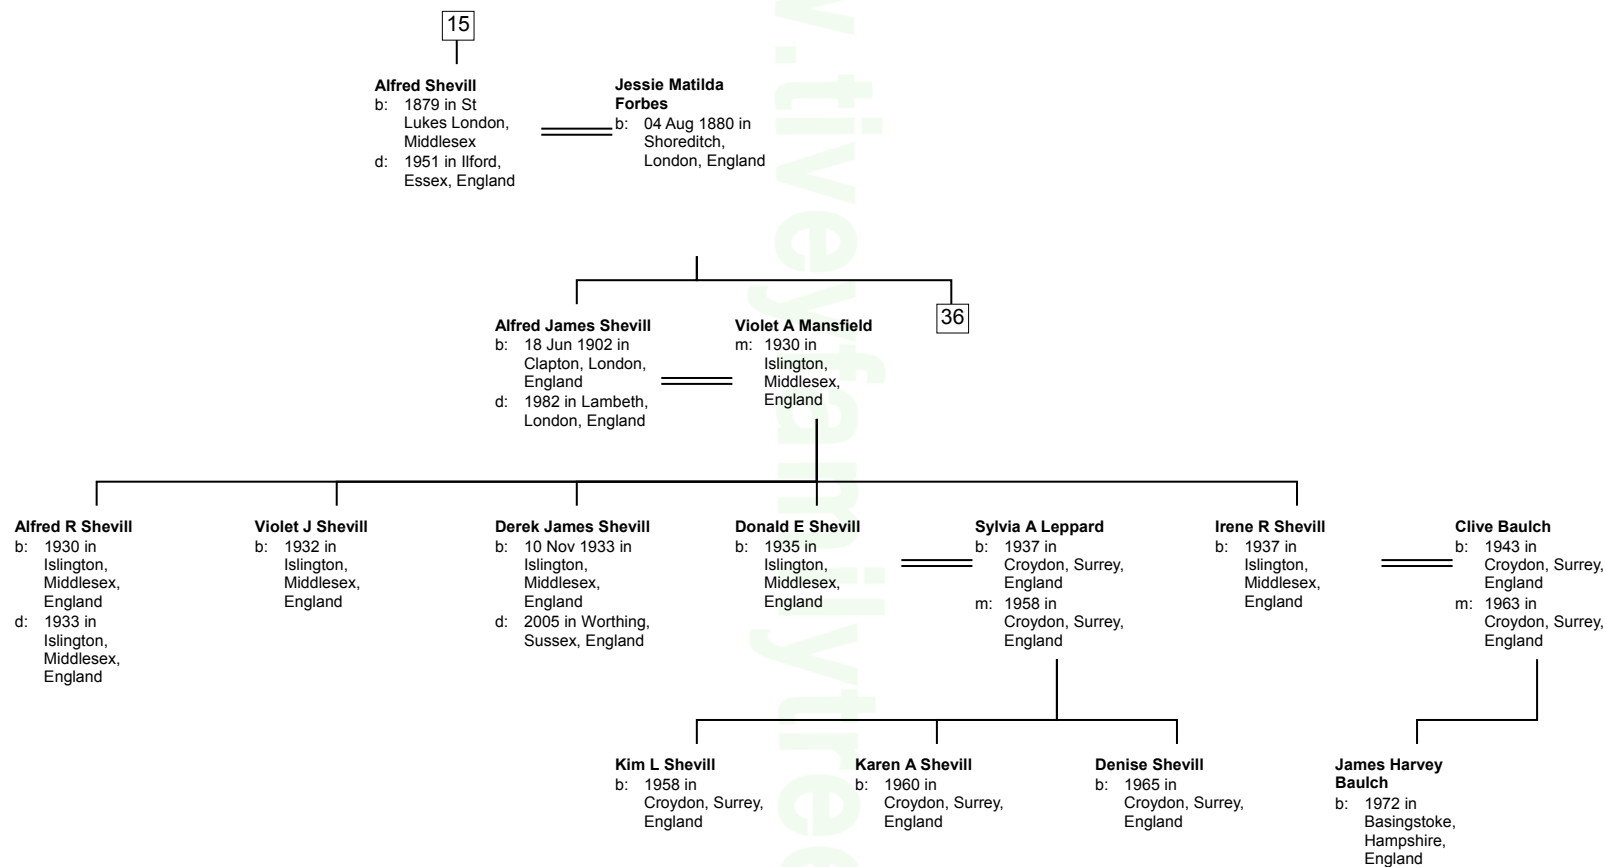 15
Alfred Shevill
b: 1879 in St
Lukes London,
Middlesex
d: 1951 in Ilford,
Essex, England
Jessie Matilda
Forbes
b: 04 Aug 1880 in
Shoreditch,
London, England
Alfred James Shevill
b: 18 Jun 1902 in
Clapton, London,
England
d: 1982 in Lambeth,
London, England
Violet A Mansfield
m: 1930 in
Islington,
Middlesex,
England
36
Alfred R Shevill
b: 1930 in
Islington,
Middlesex,
England
d: 1933 in
Islington,
Middlesex,
England
Violet J Shevill
b: 1932 in
Islington,
Middlesex,
England
Derek James Shevill
b: 10 Nov 1933 in
Islington,
Middlesex,
England
d: 2005 in Worthing,
Sussex, England
Donald E Shevill
b: 1935 in
Islington,
Middlesex,
England
Sylvia A Leppard
b: 1937 in
Croydon, Surrey,
England
m: 1958 in
Croydon, Surrey,
England
Irene R Shevill
b: 1937 in
Islington,
Middlesex,
England
Clive Baulch
b: 1943 in
Croydon, Surrey,
England
m: 1963 in
Croydon, Surrey,
England
Kim L Shevill
b: 1958 in
Croydon, Surrey,
England
Karen A Shevill
b: 1960 in
Croydon, Surrey,
England
Denise Shevill
b: 1965 in
Croydon, Surrey,
England
James Harvey
Baulch
b: 1972 in
Basingstoke,
Hampshire,
England
w.tiveyfamilytree